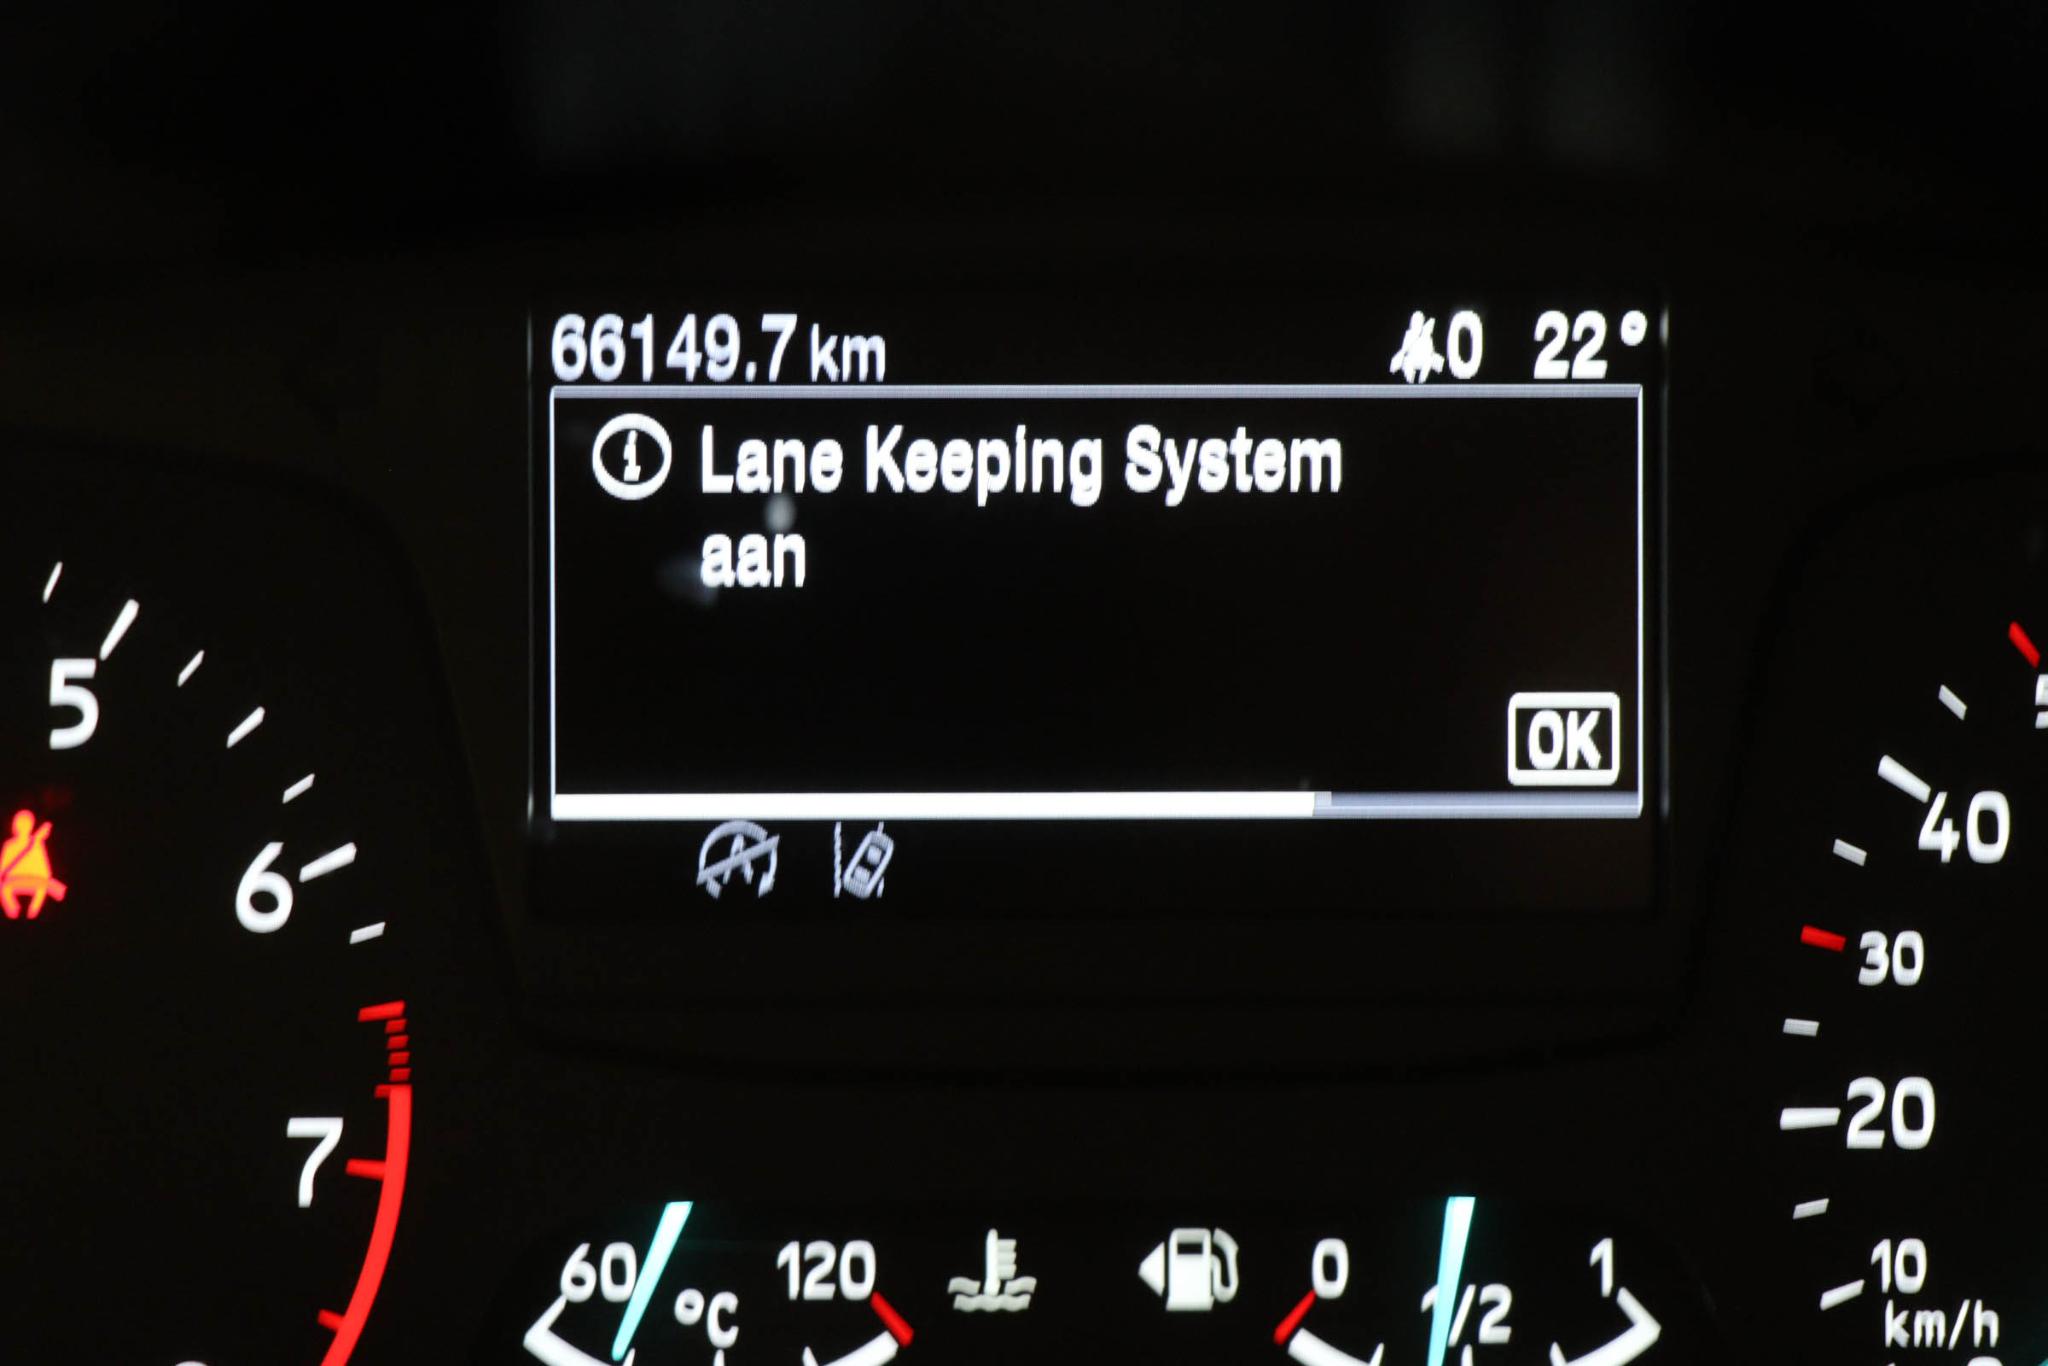 66149.7 km 0 22°
Lane Keeping System
aan
OK
5
6
7
40
30
20
10
km/h
60 °C 120
0 1/2 1